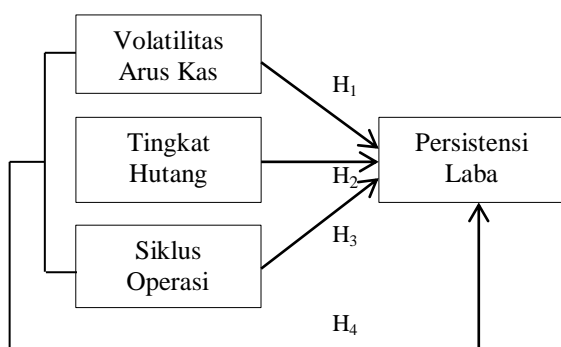 Volatilitas
Arus Kas
H₁
Tingkat
Hutang
H₂
Persistensi
Laba
Siklus
Operasi
H₃
H₄